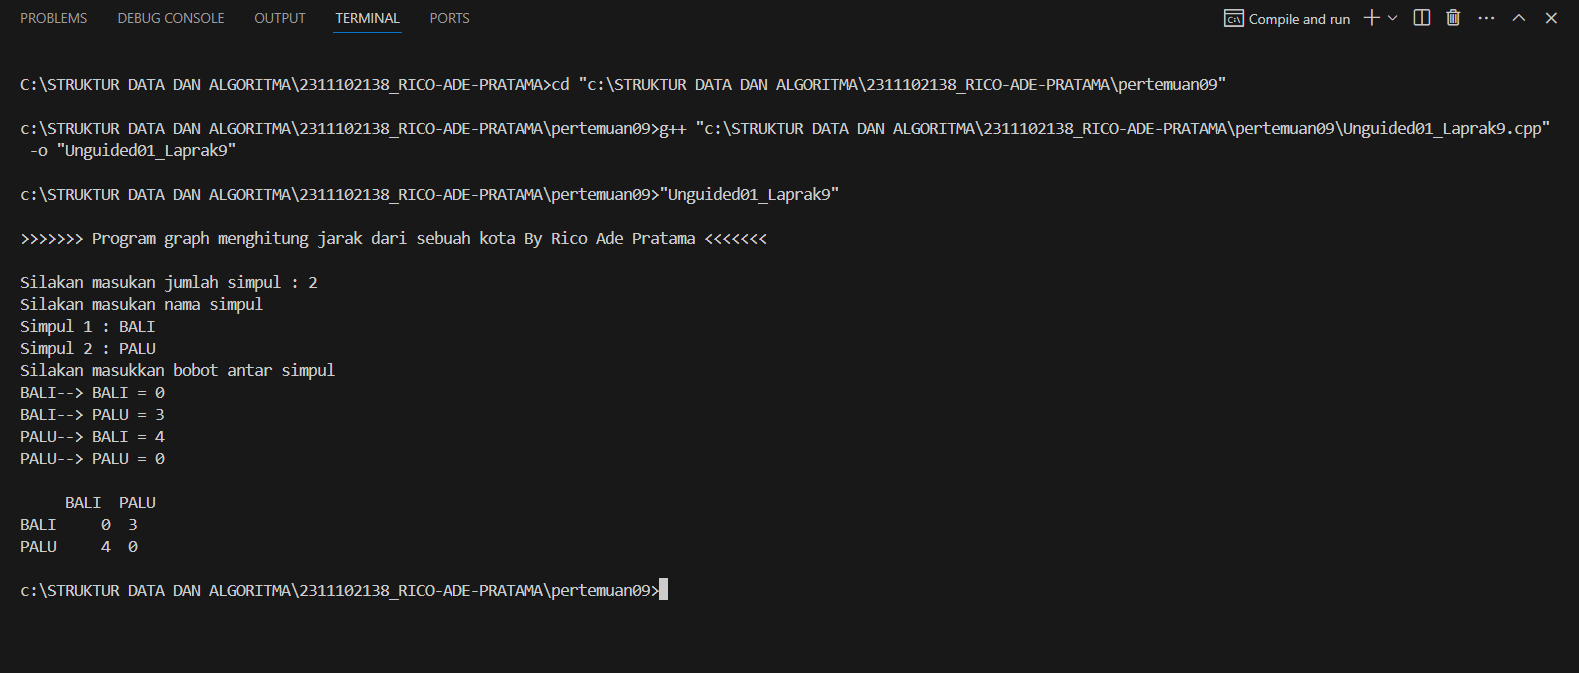 PROBLEMS DEBUG CONSOLE OUTPUT TERMINAL PORTS Compile and run
C:\STRUKTUR DATA DAN ALGORITMA\2311102138_RICO-ADE-PRATAMA>cd "c:\STRUKTUR DATA DAN ALGORITMA\2311102138_RICO-ADE-PRATAMA\pertemuan09"
c:\STRUKTUR DATA DAN ALGORITMA\2311102138_RICO-ADE-PRATAMA\pertemuan09>g++ "c:\STRUKTUR DATA DAN ALGORITMA\2311102138_RICO-ADE-PRATAMA\pertemuan09\Unguided01_Laprak9.cpp"
-o "Unguided01_Laprak9"
c:\STRUKTUR DATA DAN ALGORITMA\2311102138_RICO-ADE-PRATAMA\pertemuan09>"Unguided01_Laprak9"
>>>>>>> Program graph menghitung jarak dari sebuah kota By Rico Ade Pratama <<<<<<<
Silakan masukan jumlah simpul : 2
Silakan masukan nama simpul
Simpul 1 : BALI
Simpul 2 : PALU
Silakan masukkan bobot antar simpul
BALI--> BALI = 0
BALI--> PALU = 3
PALU--> BALI = 4
PALU--> PALU = 0
BALI PALU
BALI 0 3
PALU 4 0
c:\STRUKTUR DATA DAN ALGORITMA\2311102138_RICO-ADE-PRATAMA\pertemuan09>